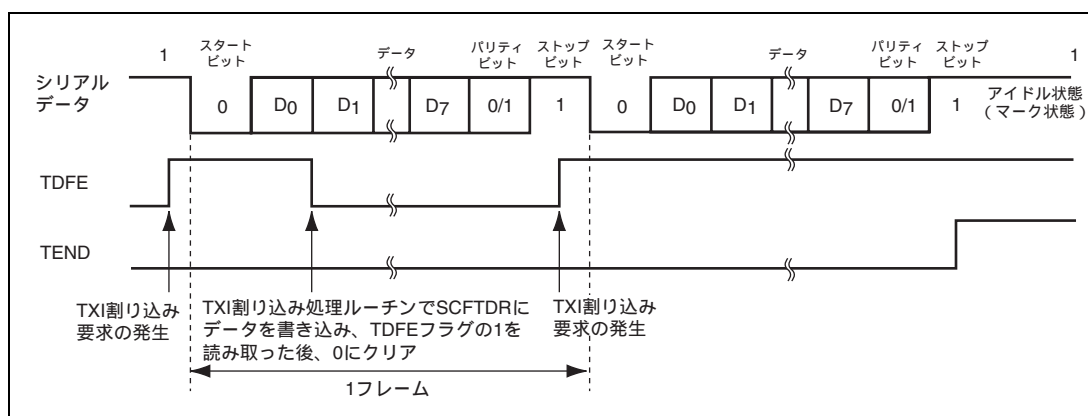 1
スタート
ビット
データ
パリティ
ビット
ストップ
ビット
スタート
ビット
データ
パリティ
ビット
ストップ
ビット
1
シリアル
データ
0
D0
D1
D7
0/1
1
0
D0
D1
D7
0/1
1
アイドル状態
(マーク状態)
TDFE
TEND
TXI割り込み
要求の発生
TXI割り込み処理ルーチンでSCFTDRに
データを書き込み、TDFEフラグの1を
読み取った後、0にクリア
TXI割り込み
要求の発生
1フレーム